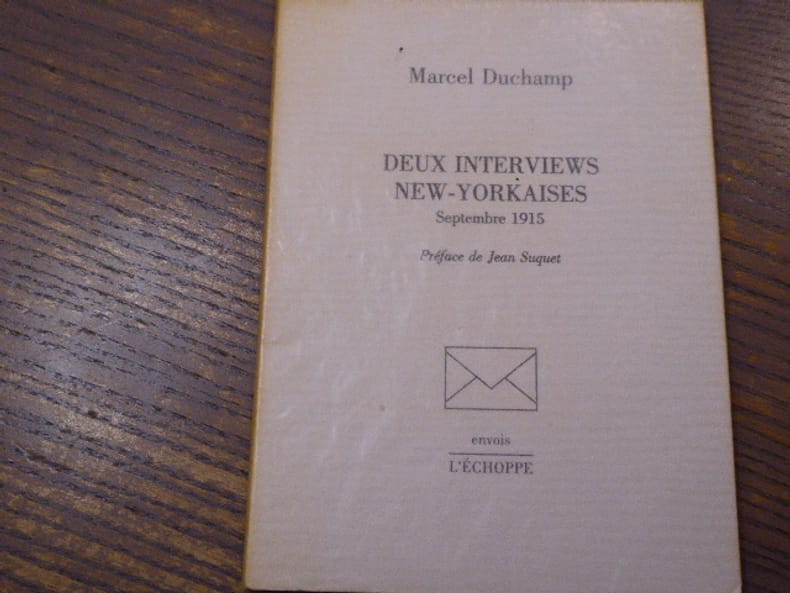 Marcel Duchamp
DEUX INTERVIEWS
NEW-YORKAISES
Septembre 1915
Préface de Jean Suquet
envois
L'ÉCHOPPE